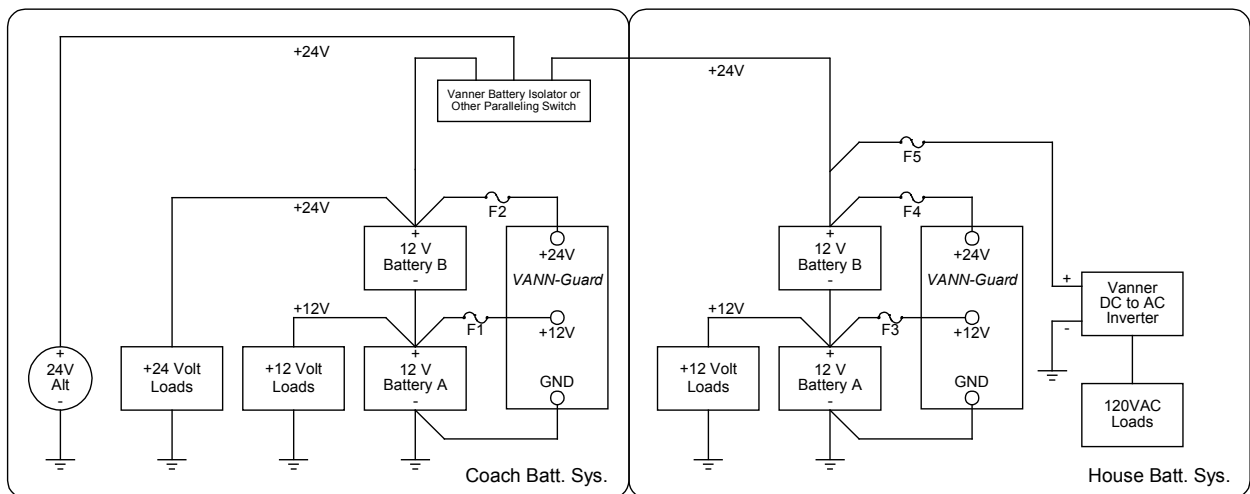 +24V
+24V
Vanner Battery Isolator or
Other Paralleling Switch
+24V
F2
+
12 V
Battery B
-
+24V
VANN-Guard
+12V
F1
+12V
+
24V
Alt
-
+24 Volt
Loads
+12 Volt
Loads
+
12 V
Battery A
-
GND
Coach Batt. Sys.
F5
F4
+
12 V
Battery B
-
+24V
VANN-Guard
+12V
F3
+12V
+12 Volt
Loads
+
12 V
Battery A
-
GND
+
-
Vanner
DC to AC
Inverter
120VAC
Loads
House Batt. Sys.